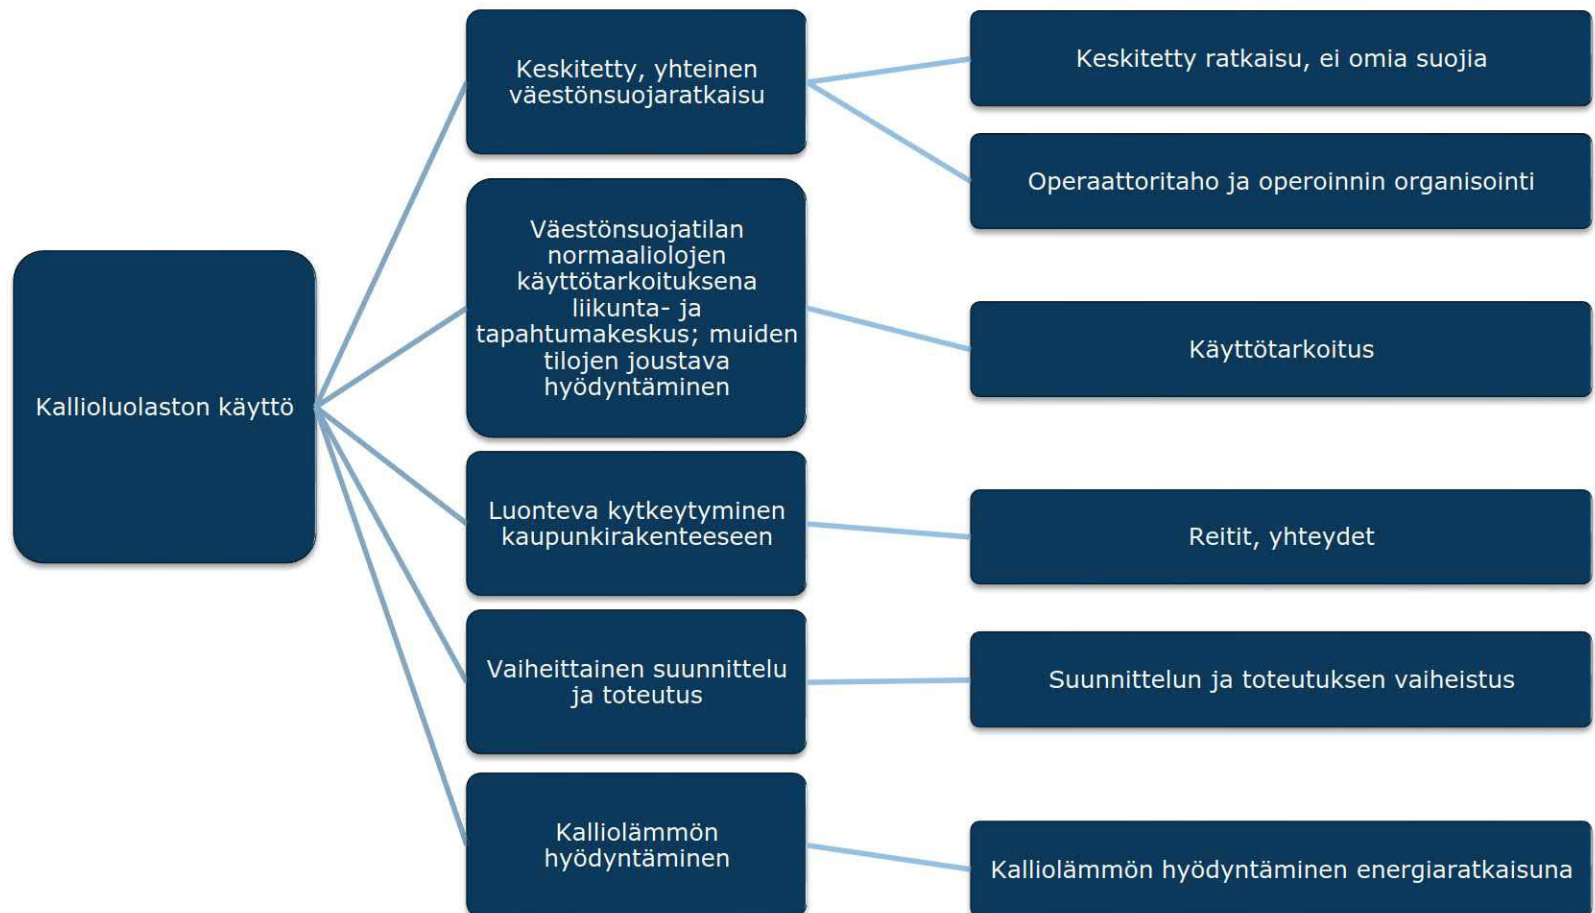 Kallioluolaston käyttö
Keskitetty, yhteinen
väestönsuojaratkaisu
Väestönsuojatilan
normaaliolojen
käyttötarkoituksena
liikunta- ja
tapahtumakeskus; muiden
tilojen joustava
hyödyntäminen
Luonteva kytkeytyminen
kaupunkirakenteeseen
Vaiheittainen suunnittelu
ja toteutus
Kalliolämmön
hyödyntäminen
Keskitetty ratkaisu, ei omia suojia
Operaattoritaho ja operoinnin organisointi
Käyttötarkoitus
Reitit, yhteydet
Suunnittelun ja toteutuksen vaiheistus
Kalliolämmön hyödyntäminen energiaratkaisuna